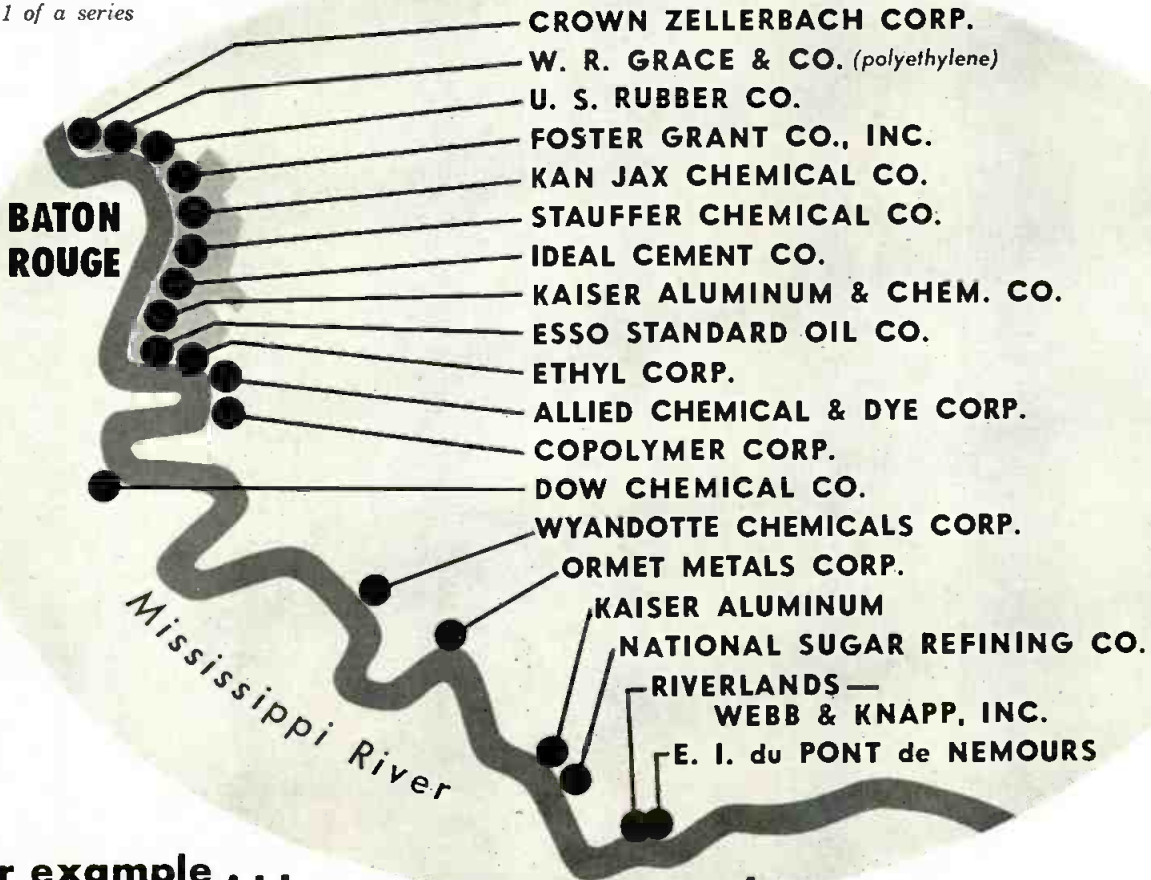 1 of a series
CROWN ZELLERBACH CORP.
W. R. GRACE & CO. (polyethylene)
U. S. RUBBER CO.
FOSTER GRANT CO., INC.
KAN JAX CHEMICAL CO.
STAUFFER CHEMICAL CO.
IDEAL CEMENT CO.
KAISER ALUMINUM & CHEM. CO.
ESSO STANDARD OIL CO.
ETHYL CORP.
ALLIED CHEMICAL & DYE CORP.
COPOLYMER CORP.
DOW CHEMICAL CO.
WYANDOTTE CHEMICALS CORP.
ORMET METALS CORP.
KAISER ALUMINUM
NATIONAL SUGAR REFINING CO.
RIVERLANDS—
WEBB & KNAPP, INC.
E. I. du PONT de NEMOURS
BATON
ROUGE
Mississippi River
example . . .